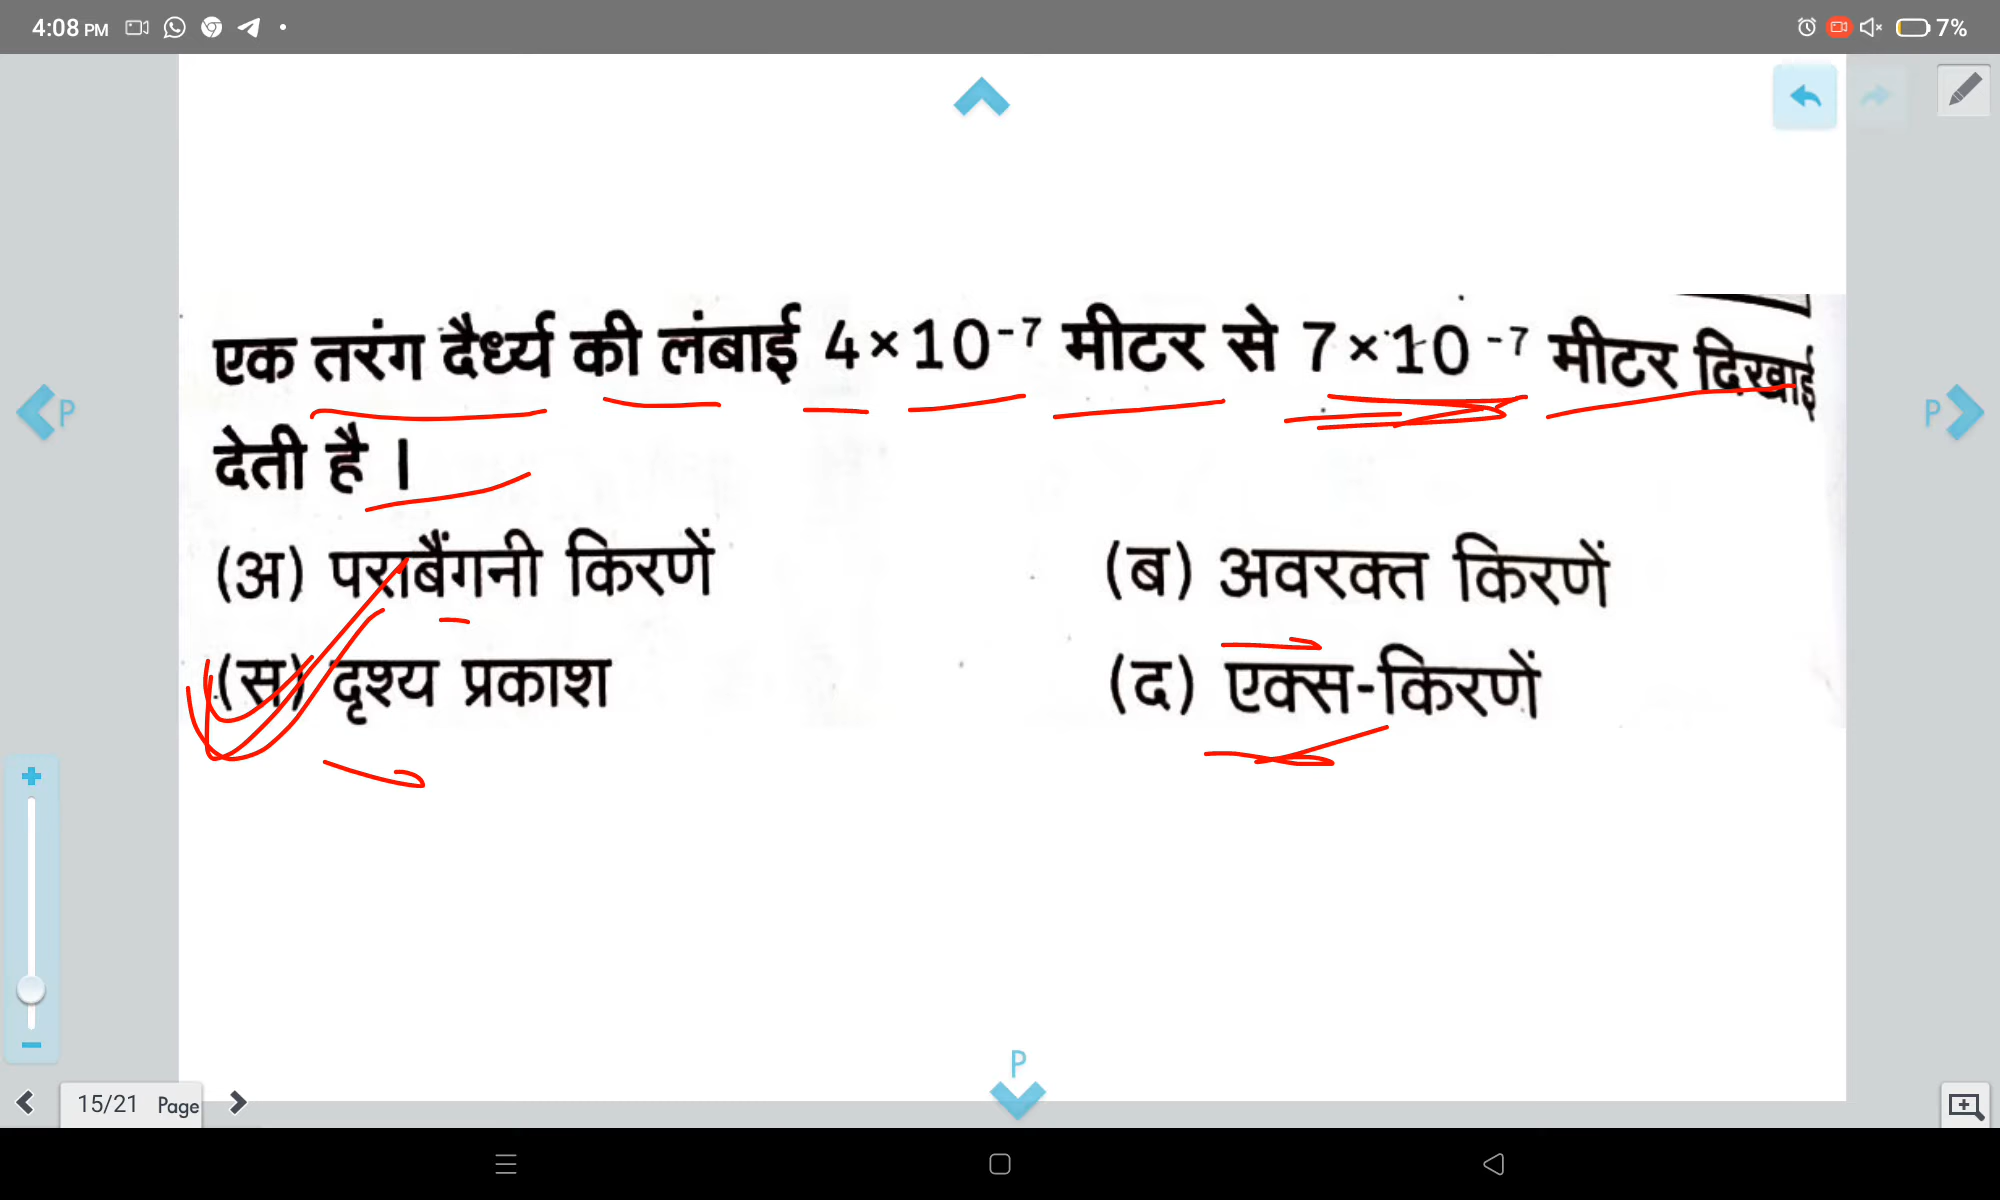 4:08 PM
7%
एक तरंग दैर्ध्य की लंबाई 4×10⁻⁷ मीटर से 7×10⁻⁷ मीटर दिखाई
देती है ।
(अ) पराबैंगनी किरणें
(ब) अवरक्त किरणें
(स) दृश्य प्रकाश
(द) एक्स-किरणें
P
P
P
15/21 Page